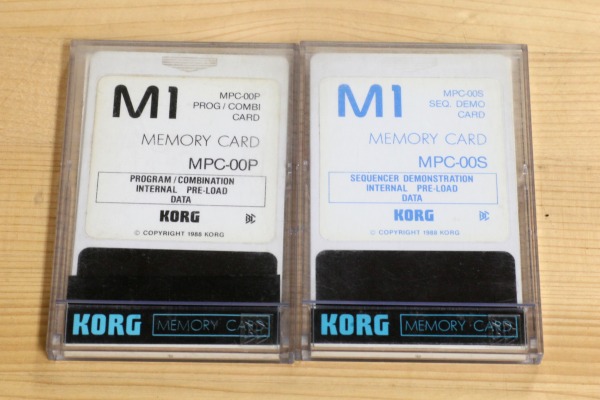 M1
MPC-00P
PROG/COMBI
CARD
MEMORY CARD
MPC-00P
PROGRAM/COMBINATION
INTERNAL PRE-LOAD
DATA
KORG
© COPYRIGHT 1988 KORG
KORG MEMORY CARD
M1
MPC-00S
SEQ. DEMO
CARD
MEMORY CARD
MPC-00S
SEQUENCER DEMONSTRATION
INTERNAL PRE-LOAD
DATA
KORG
© COPYRIGHT 1988 KORG
KORG MEMORY CARD